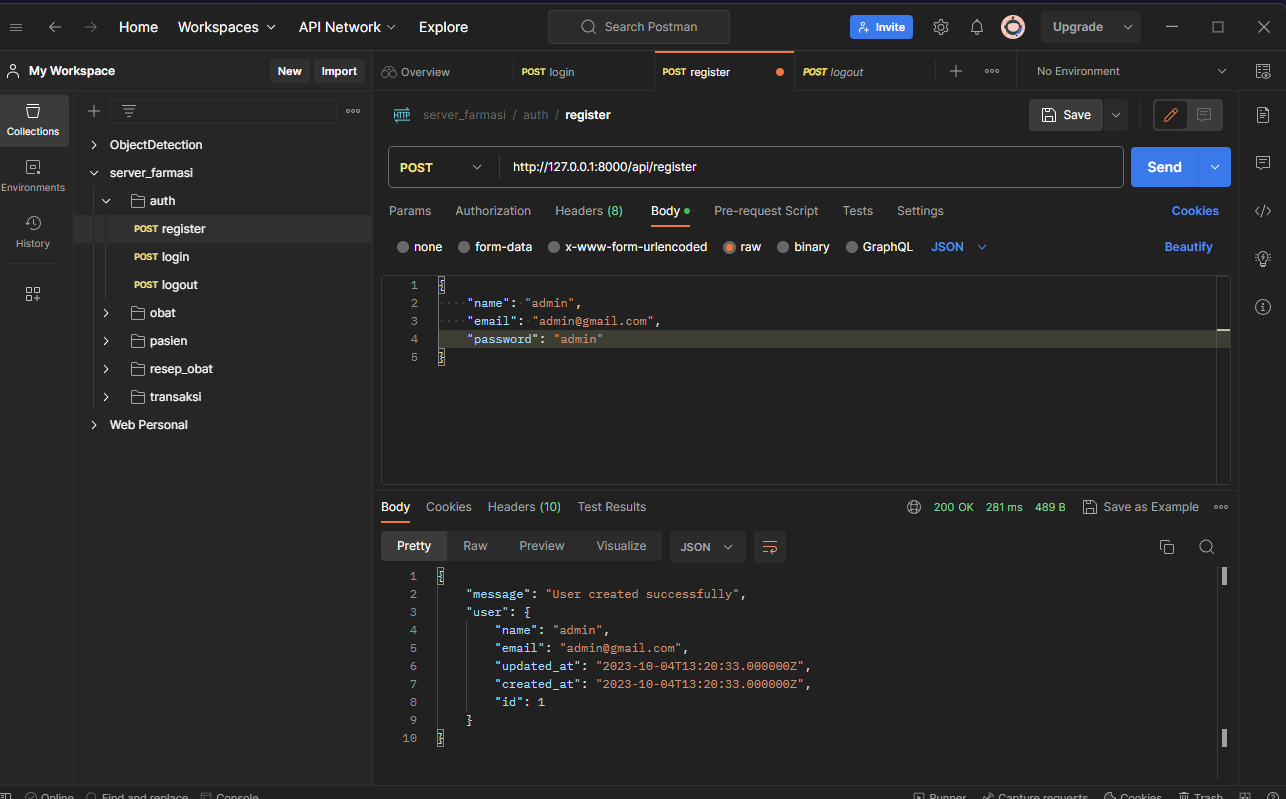 Home Workspaces API Network Explore Search Postman Invite Upgrade
My Workspace New Import Overview POST login POST register POST logout No Environment
Collections
Environments
History
ObjectDetection
server_farmasi
auth
POST register
POST login
POST logout
obat
pasien
resep_obat
transaksi
Web Personal
HTTP server_farmasi / auth / register Save
POST http://127.0.0.1:8000/api/register Send
Params Authorization Headers (8) Body Pre-request Script Tests Settings Cookies
none form-data x-www-form-urlencoded raw binary GraphQL JSON Beautify
1 {
2 "name": "admin",
3 "email": "admin@gmail.com",
4 "password": "admin"
5 }
Body Cookies Headers (10) Test Results 200 OK 281 ms 489 B Save as Example
Pretty Raw Preview Visualize JSON
1 {
2 "message": "User created successfully",
3 "user": {
4 "name": "admin",
5 "email": "admin@gmail.com",
6 "updated_at": "2023-10-04T13:20:33.000000Z",
7 "created_at": "2023-10-04T13:20:33.000000Z",
8 "id": 1
9 }
10 }
Online Find and replace Console Runner Capture requests Cookies Trash